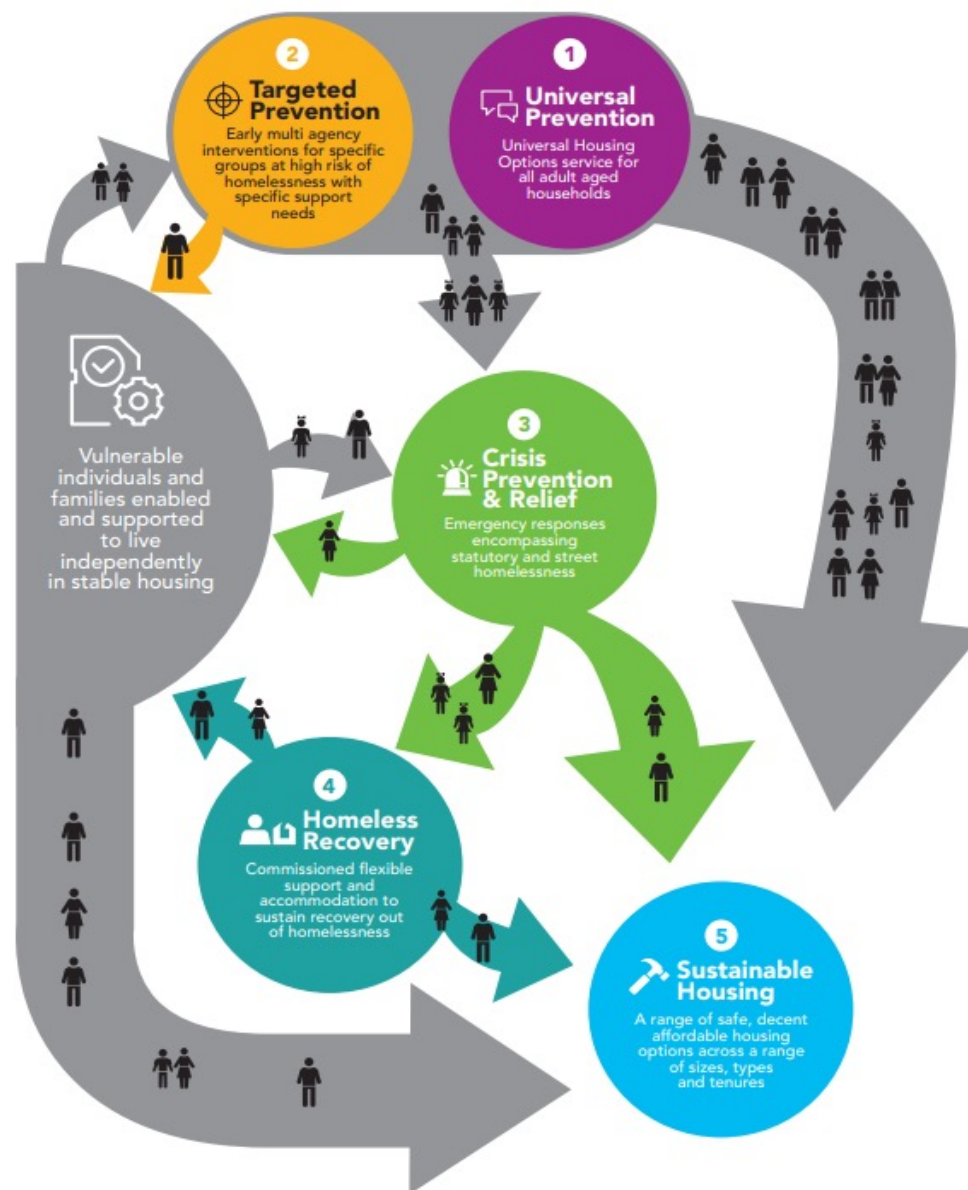 2
Targeted
Prevention
Early multi agency
interventions for specific
groups at high risk of
homelessness with
specific support
needs
1
Universal
Prevention
Universal Housing
Options service for
all adult aged
households
Vulnerable
individuals and
families enabled
and supported
to live
independently
in stable housing
3
Crisis
Prevention
& Relief
Emergency responses
encompassing
statutory and street
homelessness
4
Homeless
Recovery
Commissioned flexible
support and
accommodation to
sustain recovery out
of homelessness
5
Sustainable
Housing
A range of safe, decent
affordable housing
options across a range
of sizes, types
and tenures